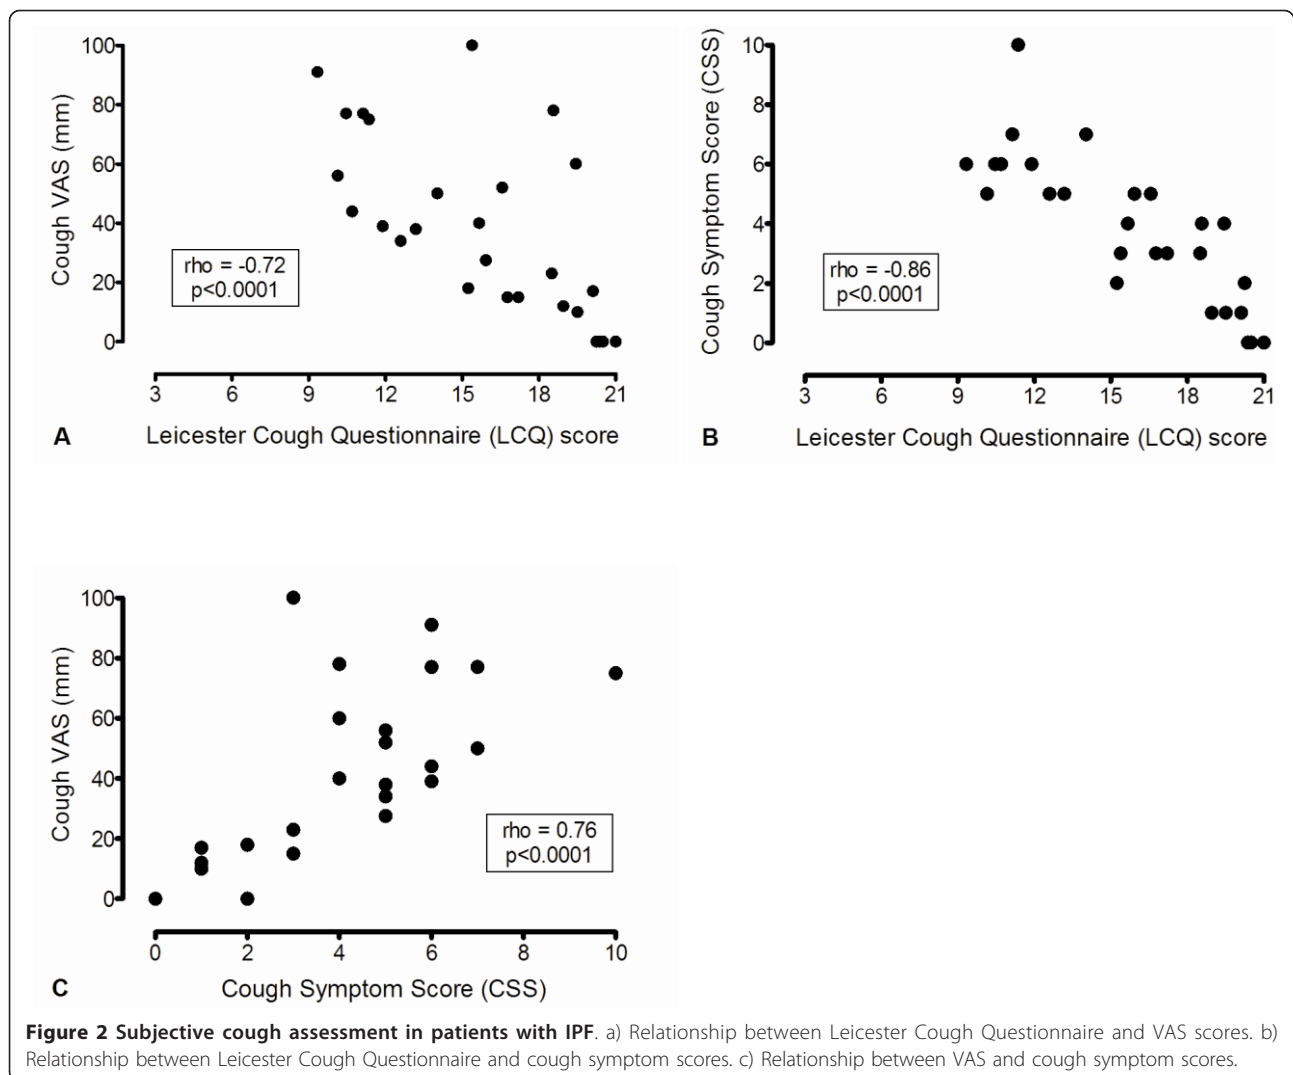 100
80
60
40
20
0
Cough VAS (mm)
rho = -0.72
p<0.0001
3 6 9 12 15 18 21
A Leicester Cough Questionnaire (LCQ) score
10
8
6
4
2
0
Cough Symptom Score (CSS)
rho = -0.86
p<0.0001
3 6 9 12 15 18 21
B Leicester Cough Questionnaire (LCQ) score
100
80
60
40
20
0
Cough VAS (mm)
rho = 0.76
p<0.0001
0 2 4 6 8 10
C Cough Symptom Score (CSS)
Figure 2 Subjective cough assessment in patients with IPF. a) Relationship between Leicester Cough Questionnaire and VAS scores. b)
Relationship between Leicester Cough Questionnaire and cough symptom scores. c) Relationship between VAS and cough symptom scores.